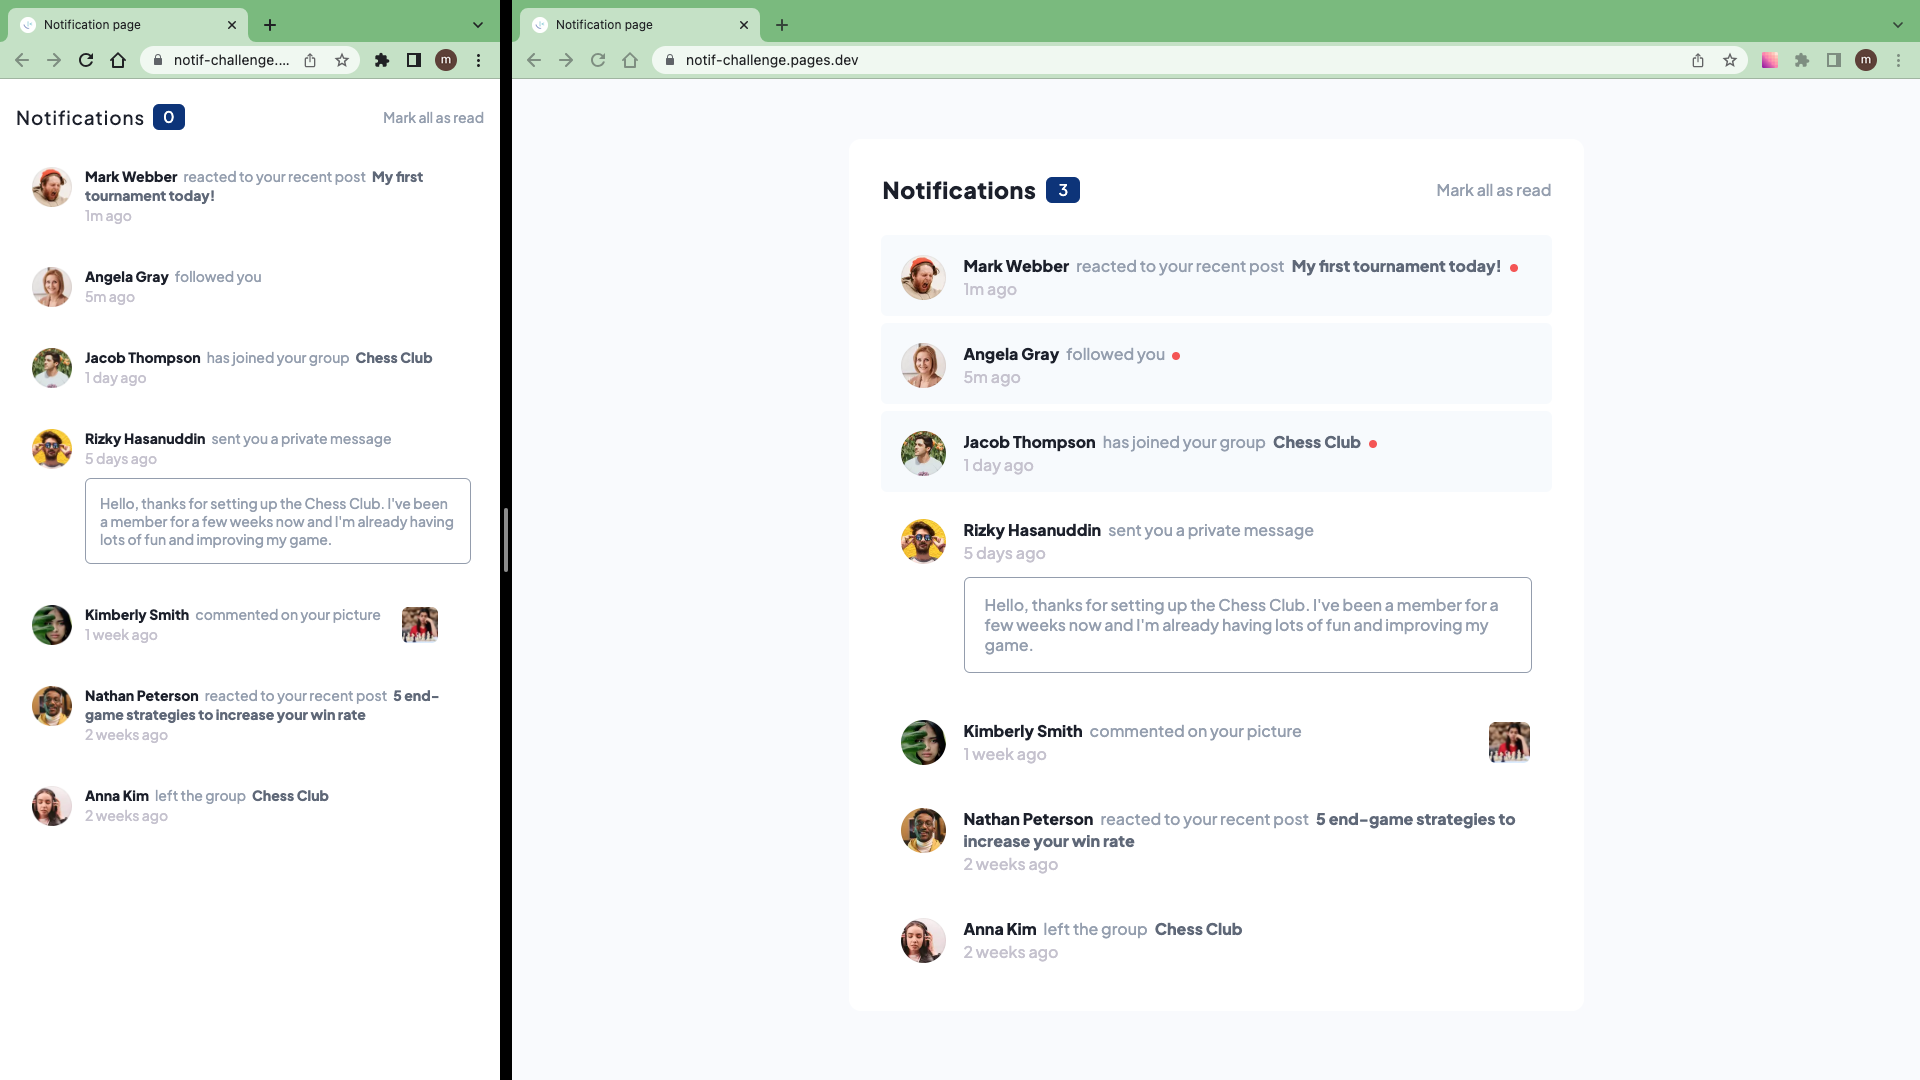 Notification page
notif-challenge....
m
Notifications 0
Mark all as read
Mark Webber reacted to your recent post My first
tournament today!
1m ago
Angela Gray followed you
5m ago
Jacob Thompson has joined your group Chess Club
1 day ago
Rizky Hasanuddin sent you a private message
5 days ago
Hello, thanks for setting up the Chess Club. I've been
a member for a few weeks now and I'm already having
lots of fun and improving my game.
Kimberly Smith commented on your picture
1 week ago
Nathan Peterson reacted to your recent post 5 end-
game strategies to increase your win rate
2 weeks ago
Anna Kim left the group Chess Club
2 weeks ago
Notification page
notif-challenge.pages.dev
m
Notifications 3
Mark all as read
Mark Webber reacted to your recent post My first tournament today!
1m ago
Angela Gray followed you
5m ago
Jacob Thompson has joined your group Chess Club
1 day ago
Rizky Hasanuddin sent you a private message
5 days ago
Hello, thanks for setting up the Chess Club. I've been a member for a
few weeks now and I'm already having lots of fun and improving my
game.
Kimberly Smith commented on your picture
1 week ago
Nathan Peterson reacted to your recent post 5 end-game strategies to
increase your win rate
2 weeks ago
Anna Kim left the group Chess Club
2 weeks ago